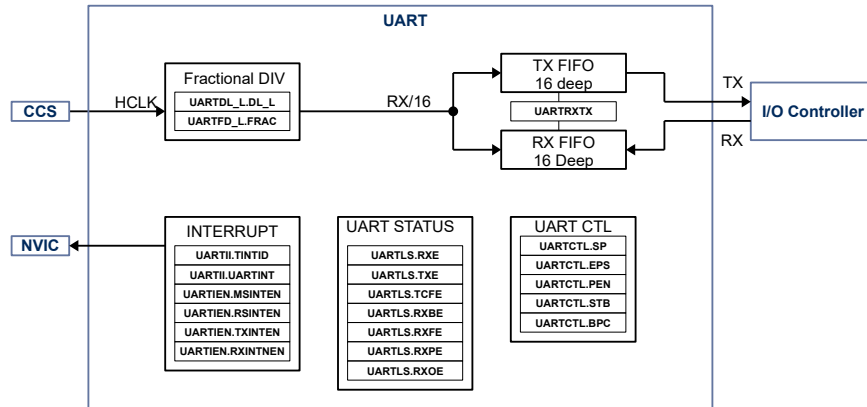 UART
Fractional DIV
UARTDL_L.DL_L
UARTFD_L.FRAC
CCS
HCLK
RX/16
TX FIFO
16 deep
UARTRXTX
RX FIFO
16 Deep
TX
RX
I/O Controller
NVIC
INTERRUPT
UARTII.TINTID
UARTII.UARTINT
UARTIEN.MSINTEN
UARTIEN.RSINTEN
UARTIEN.TXINTEN
UARTIEN.RXINTNEN
UART STATUS
UARTLS.RXE
UARTLS.TXE
UARTLS.TCFE
UARTLS.RXBE
UARTLS.RXFE
UARTLS.RXPE
UARTLS.RXOE
UART CTL
UARTCTL.SP
UARTCTL.EPS
UARTCTL.PEN
UARTCTL.STB
UARTCTL.BPC